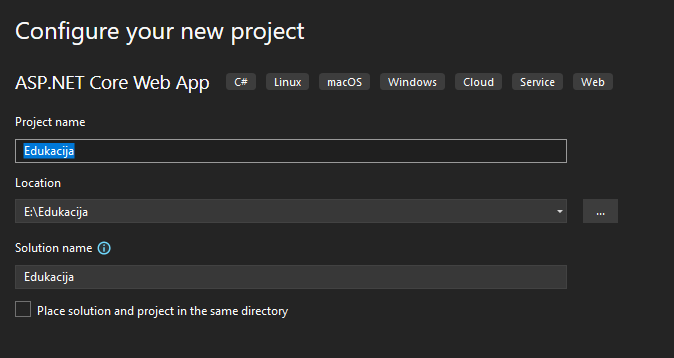 Configure your new project
ASP.NET Core Web App C# Linux macOS Windows Cloud Service Web
Project name
Edukacija
Location
E:\Edukacija
...
Solution name
Edukacija
Place solution and project in the same directory